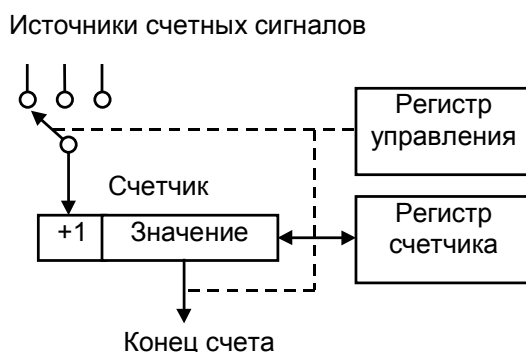 Источники счетных сигналов
Регистр
управления
Счетчик
+1 Значение
Регистр
счетчика
Конец счета